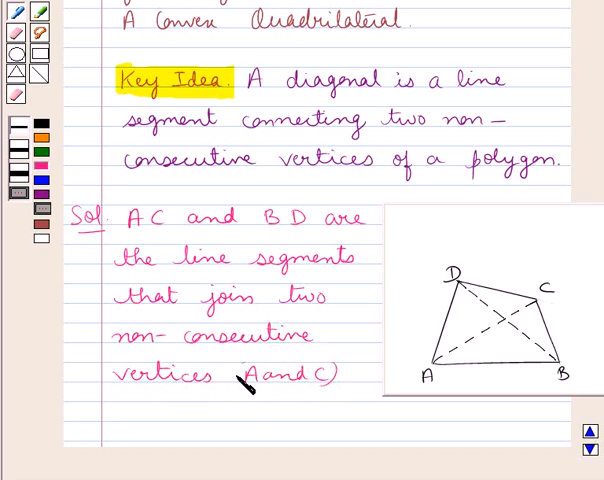 A Convex Quadrilateral.
Key Idea. A diagonal is a line
segment connecting two non-
consecutive vertices of a polygon.
Sol. AC and BD are
the line segments
that join two
non-consecutive
vertices AandC)
D
C
A
B